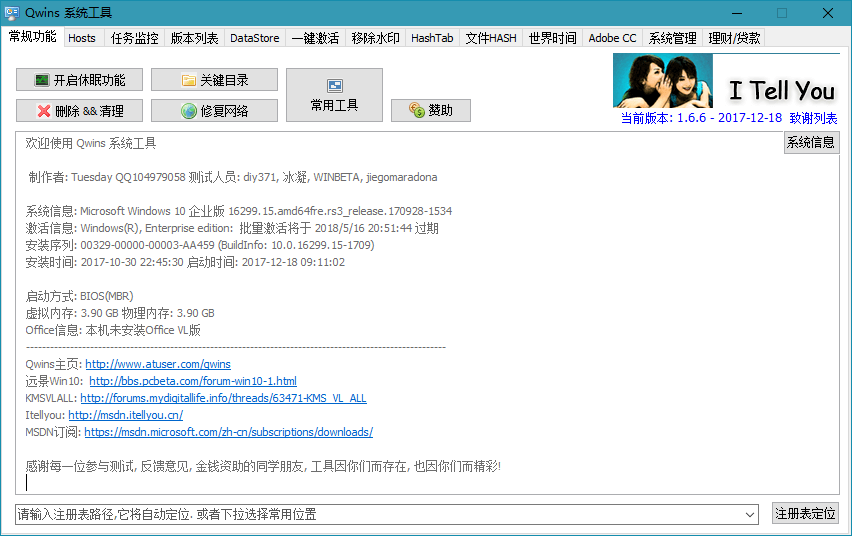 Qwins 系统工具
常规功能 Hosts 任务监控 版本列表 DataStore 一键激活 移除水印 HashTab 文件HASH 世界时间 Adobe CC 系统管理 理财/贷款
开启休眠功能 关键目录
删除 && 清理 修复网络 常用工具 赞助
I Tell You
当前版本: 1.6.6 - 2017-12-18 致谢列表
系统信息
欢迎使用 Qwins 系统工具
制作者: Tuesday QQ104979058 测试人员: diy371, 冰凝, WINBETA, jiegomaradona
系统信息: Microsoft Windows 10 企业版 16299.15.amd64fre.rs3_release.170928-1534
激活信息: Windows(R), Enterprise edition: 批量激活将于 2018/5/16 20:51:44 过期
安装序列: 00329-00000-00003-AA459 (BuildInfo: 10.0.16299.15-1709)
安装时间: 2017-10-30 22:45:30 启动时间: 2017-12-18 09:11:02
启动方式: BIOS(MBR)
虚拟内存: 3.90 GB 物理内存: 3.90 GB
Office信息: 本机未安装Office VL版
Qwins主页: http://www.atuser.com/qwins
远景Win10: http://bbs.pcbeta.com/forum-win10-1.html
KMSVLALL: http://forums.mydigitallife.info/threads/63471-KMS_VL_ALL
Itellyou: http://msdn.itellyou.cn/
MSDN订阅: https://msdn.microsoft.com/zh-cn/subscriptions/downloads/
感谢每一位参与测试, 反馈意见, 金钱资助的同学朋友, 工具因你们而存在, 也因你们而精彩!
请输入注册表路径,它将自动定位. 或者下拉选择常用位置 注册表定位